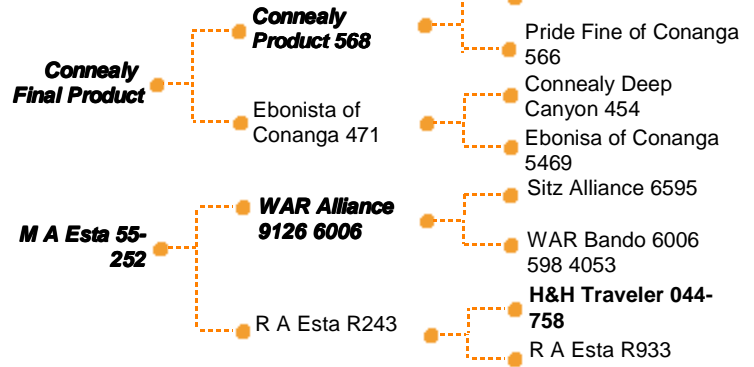 Connealy
Product 568
Pride Fine of Conanga
566
Connealy
Final Product
Ebonista of
Conanga 471
Connealy Deep
Canyon 454
Ebonisa of Conanga
5469
M A Esta 55-
252
WAR Alliance
9126 6006
Sitz Alliance 6595
WAR Bando 6006
598 4053
R A Esta R243
H&H Traveler 044-
758
R A Esta R933